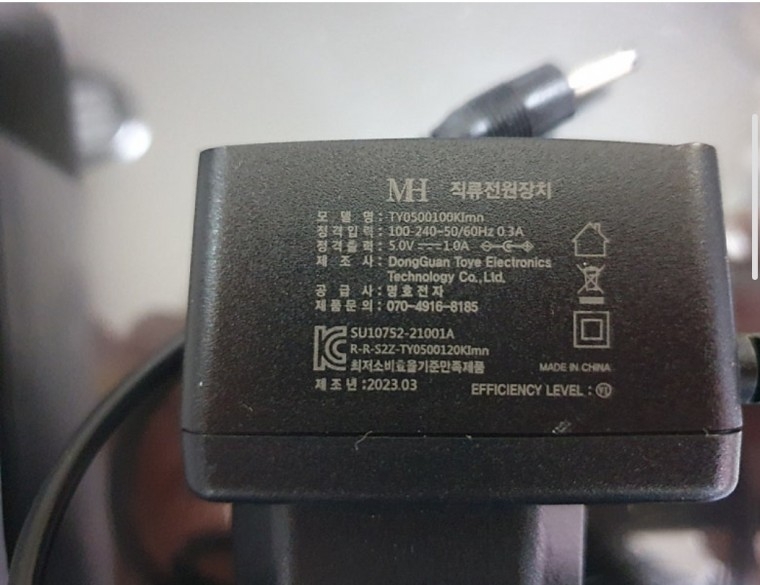 MH 직류전원장치
모 델 명 : TY0500100KImn
정격입력 : 100-240~50/60Hz 0.3A
정격출력 : 5.0V ⎓ 1.0A
제 조 사 : DongGuan Toye Electronics
Technology Co., Ltd.
공 급 사 : 명호전자
제품문의 : 070-4916-8185
SU10752-21001A
R-R-S2Z-TY0500120KImn
최저소비효율기준만족제품
제 조 년 : 2023.03
MADE IN CHINA
EFFICIENCY LEVEL : VI